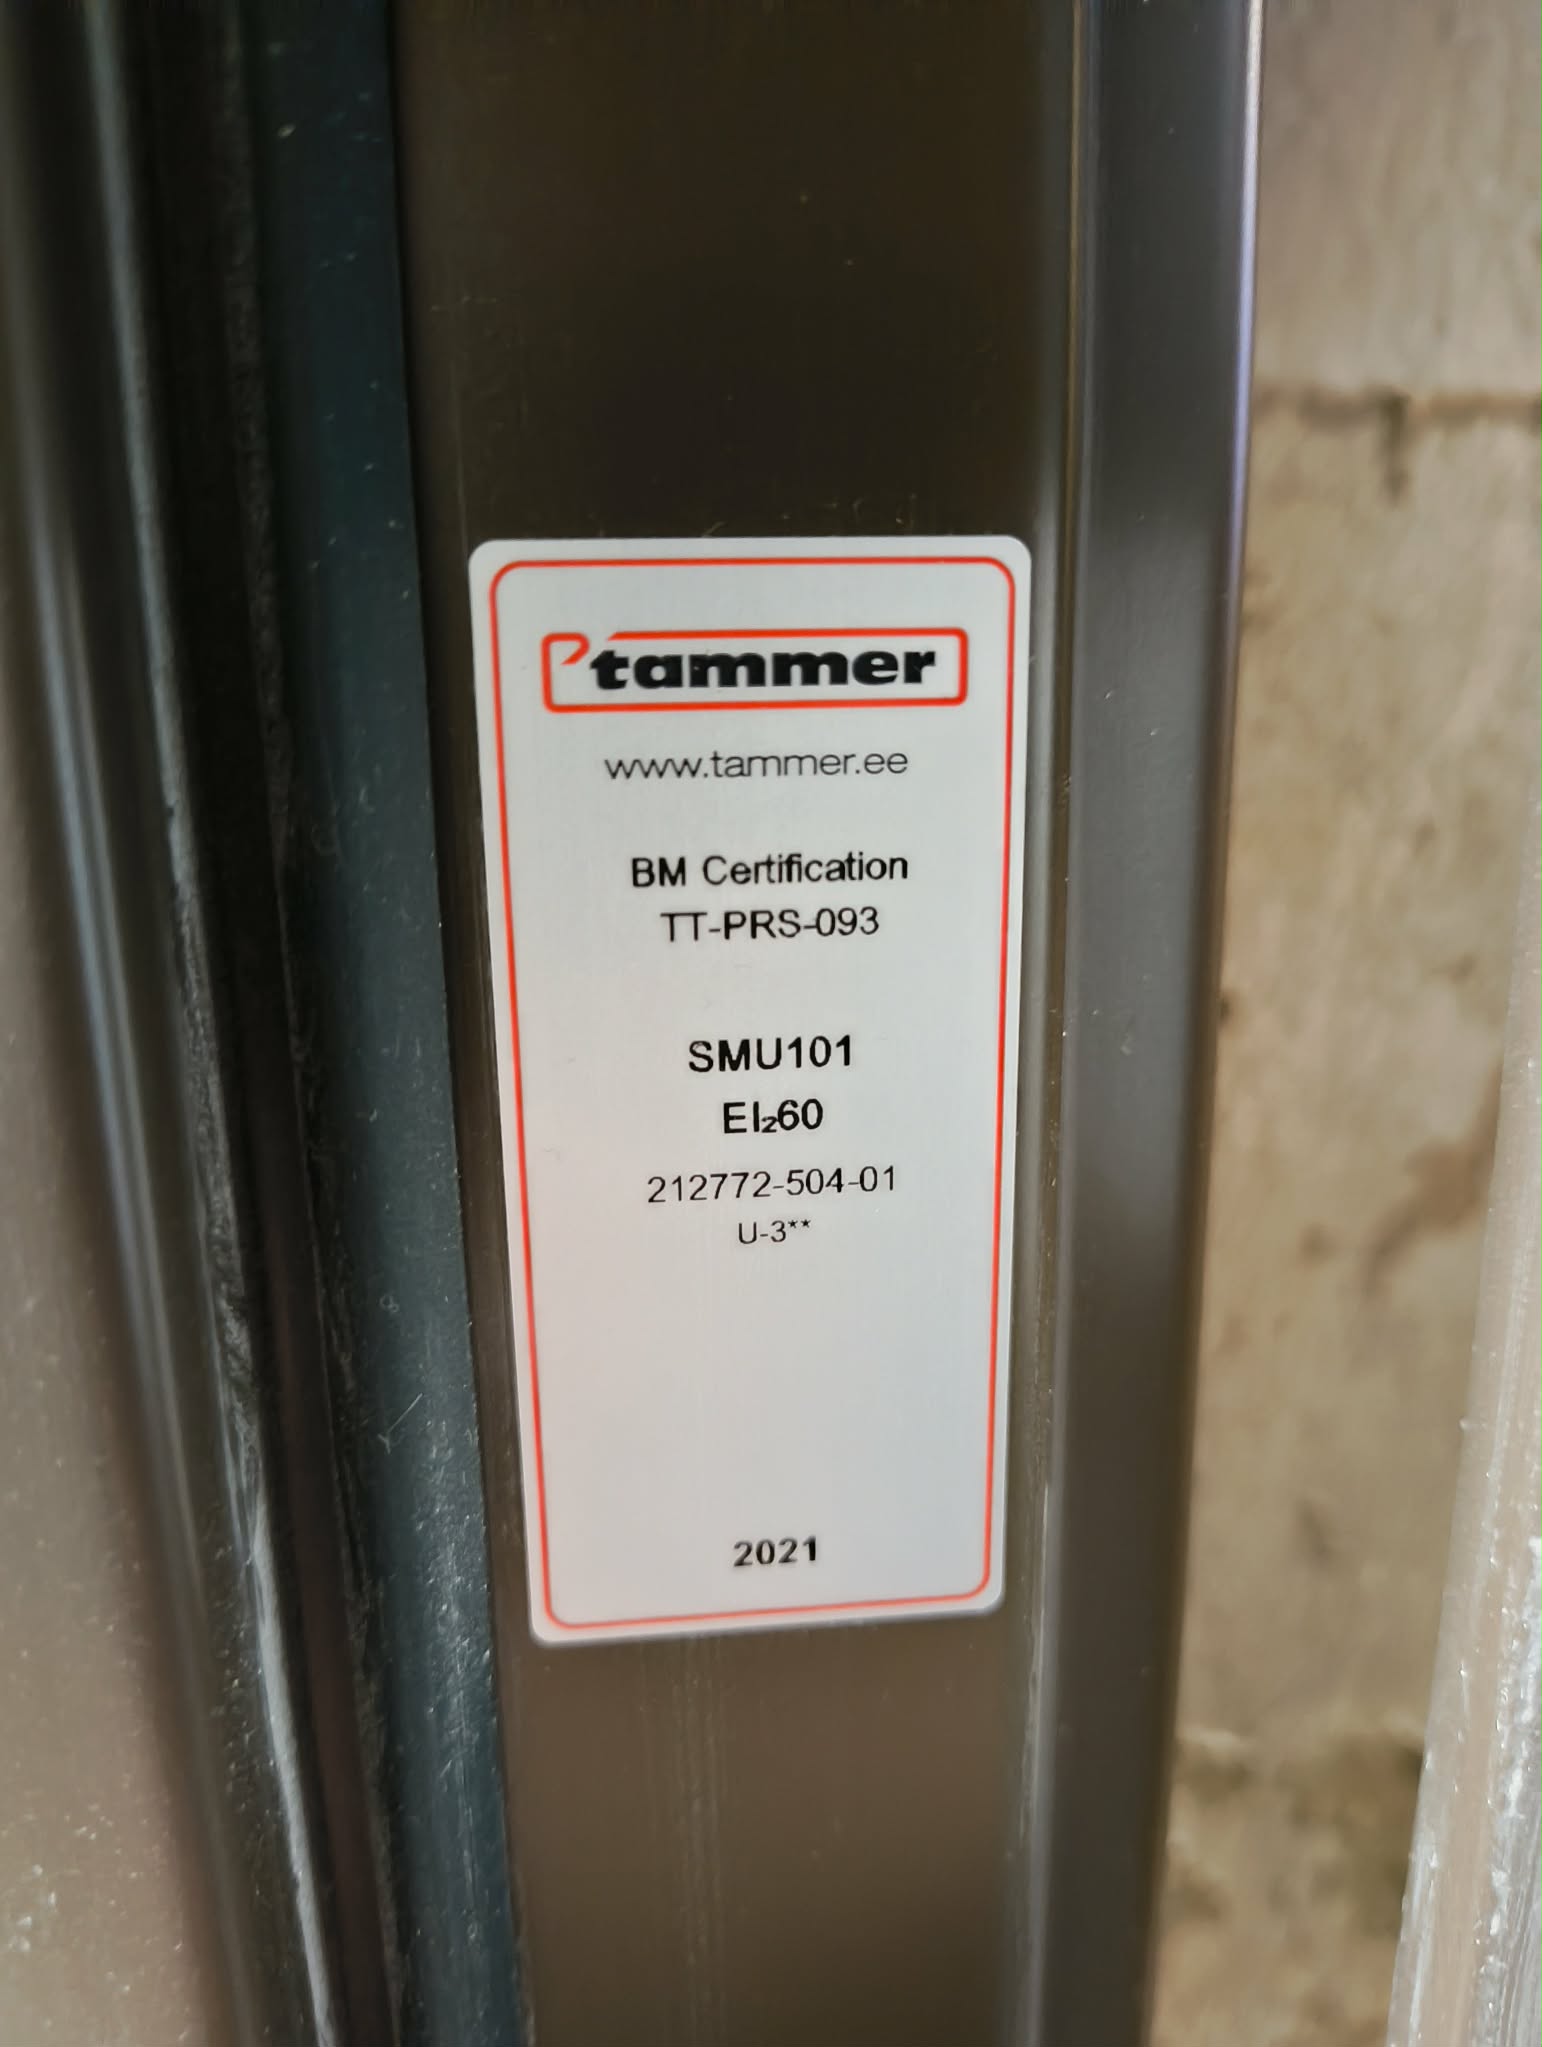 tammer
www.tammer.ee
BM Certification
TT-PRS-093
SMU101
EI₂60
212772-504-01
U-3**
2021